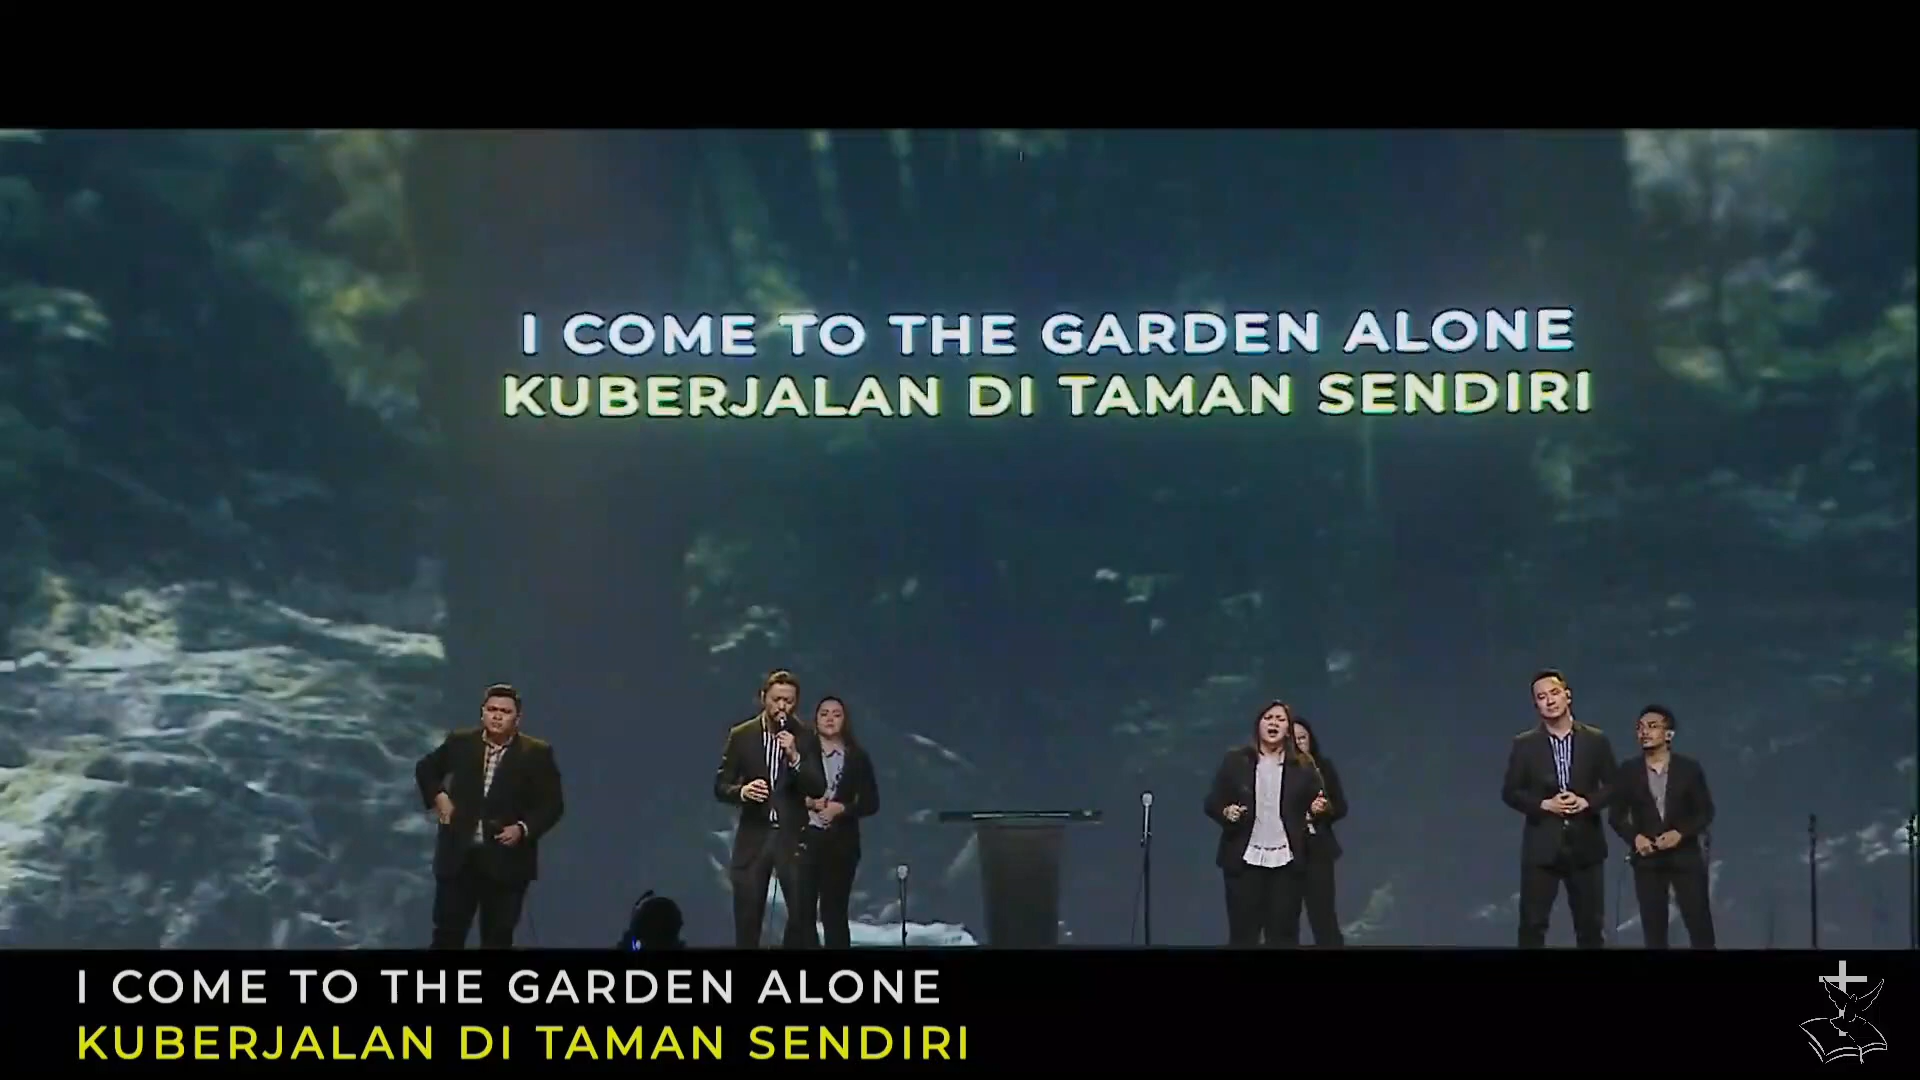 I COME TO THE GARDEN ALONE
KUBERJALAN DI TAMAN SENDIRI
I COME TO THE GARDEN ALONE
KUBERJALAN DI TAMAN SENDIRI